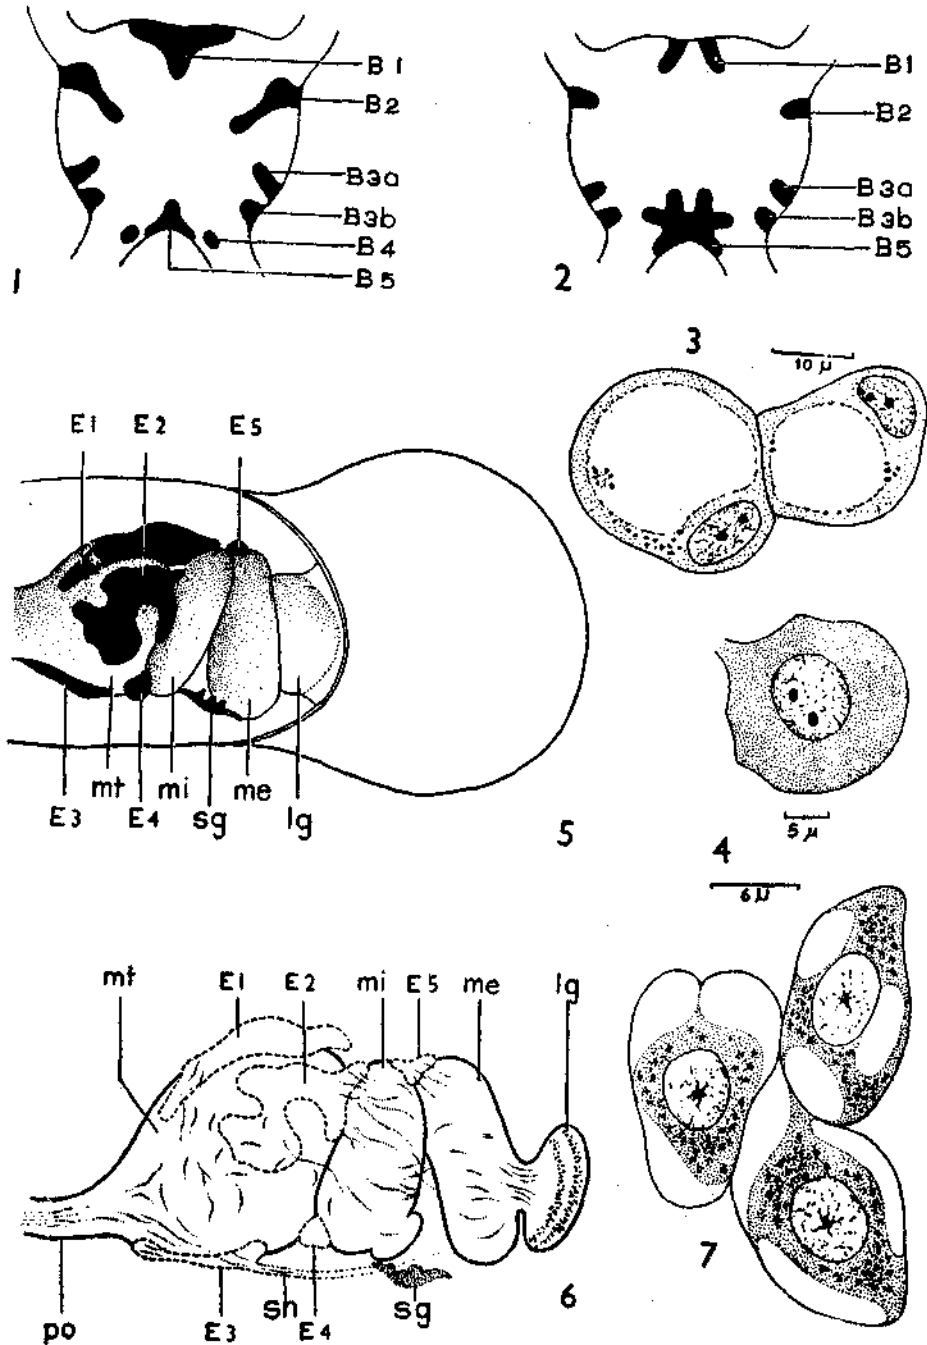 B1
B2
B3a
B3b
B4
B5
1
B1
B2
B3a
B3b
B5
2
3
10 µ
E1 E2 E5
mt mi me lg
E3 E4 sg
5
5 µ
4
6 µ
mt E1 E2 mi E5 me lg
po E3 sh E4 sg
6
7